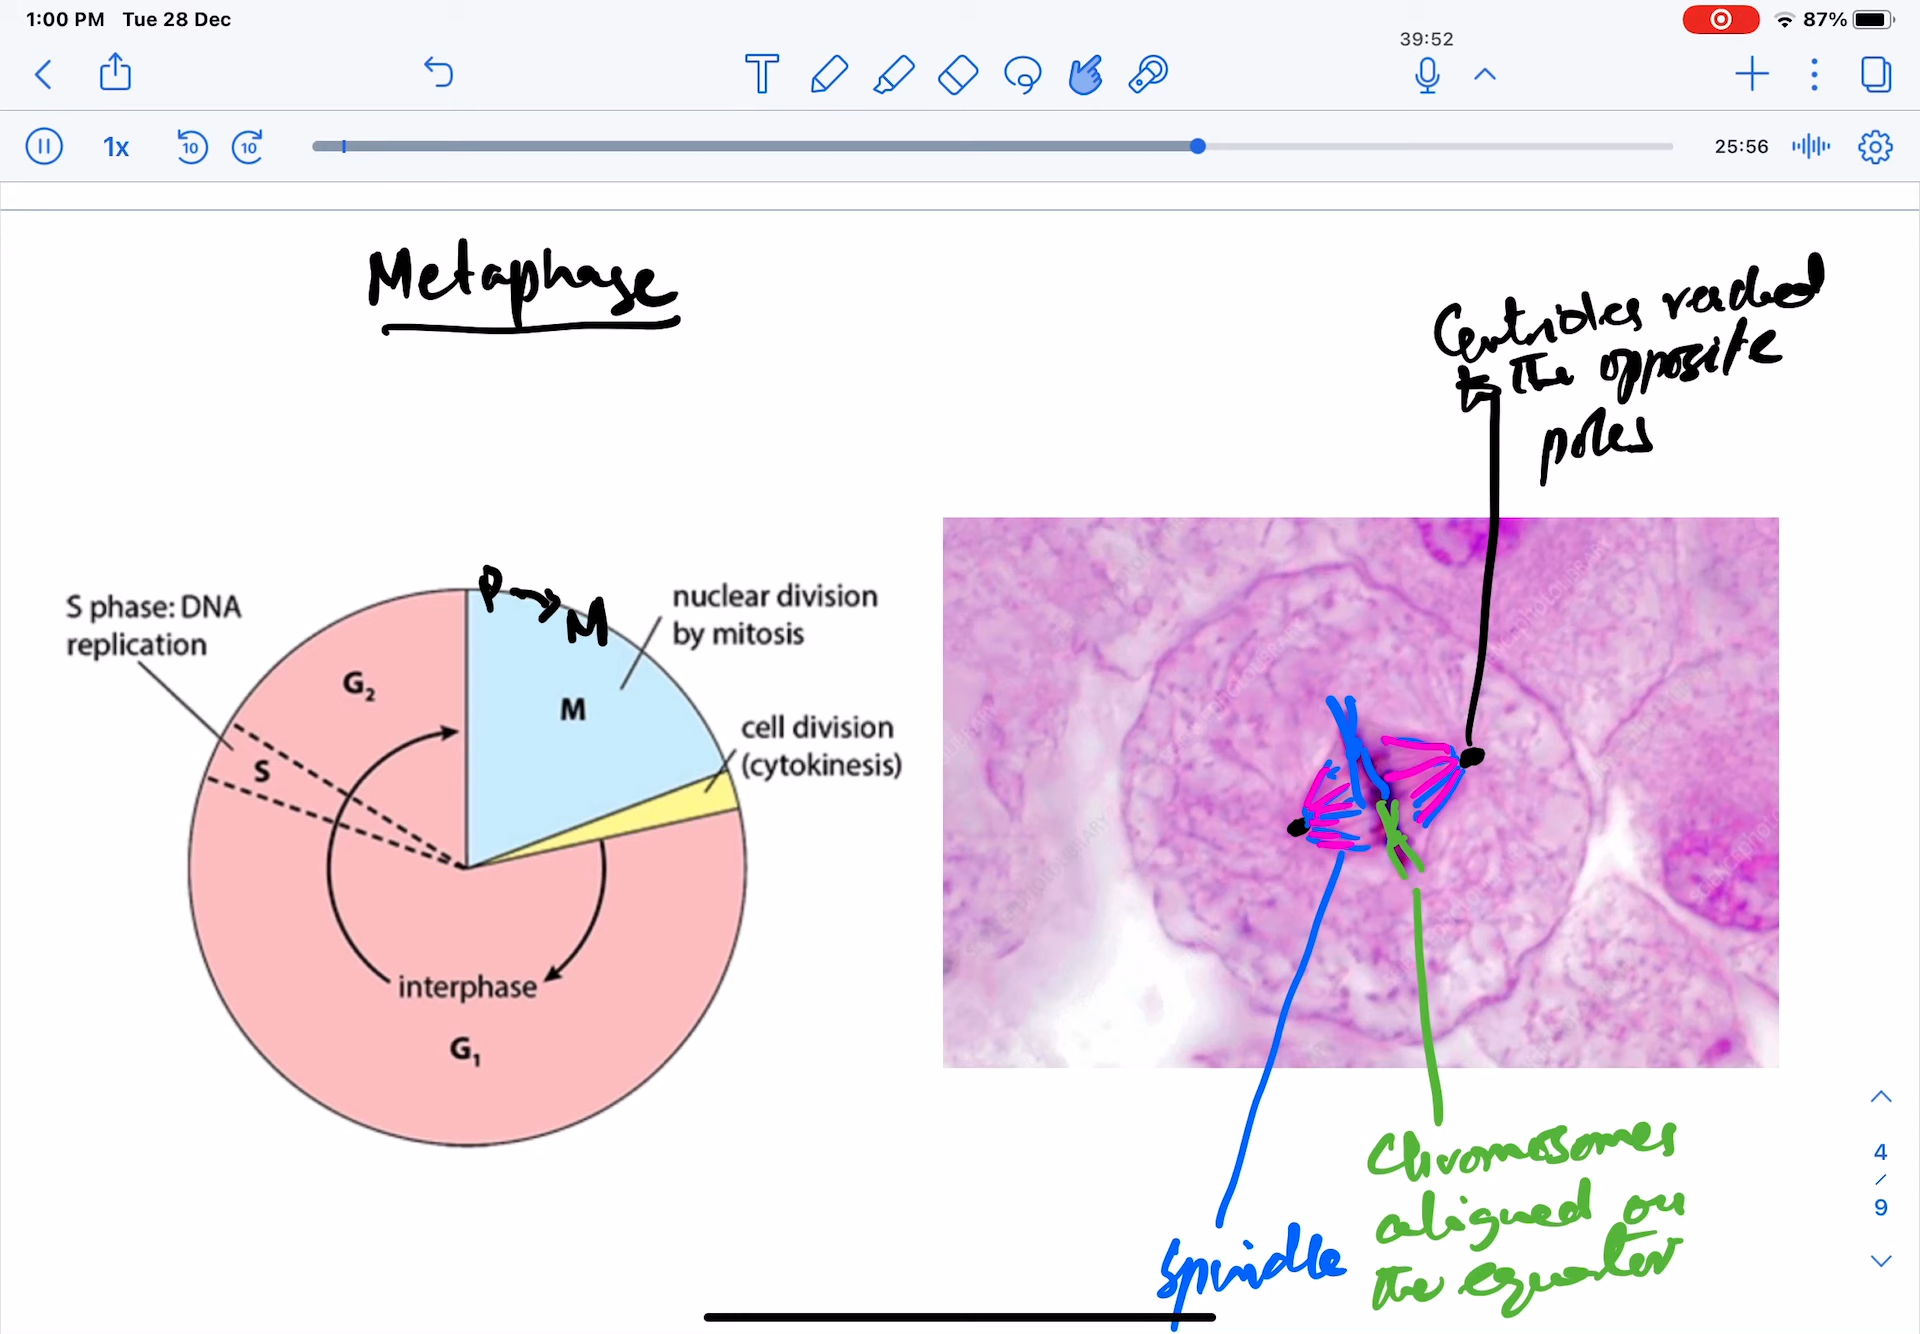 1:00 PM Tue 28 Dec
87%
39:52
T
1x
10
10
25:56
Metaphase
Centrioles reached
to the opposite
poles
P → M
S phase: DNA
replication
nuclear division
by mitosis
G2
M
cell division
(cytokinesis)
S
interphase
G1
4
/
9
Chromosomes
aligned on
the equator
Spindle